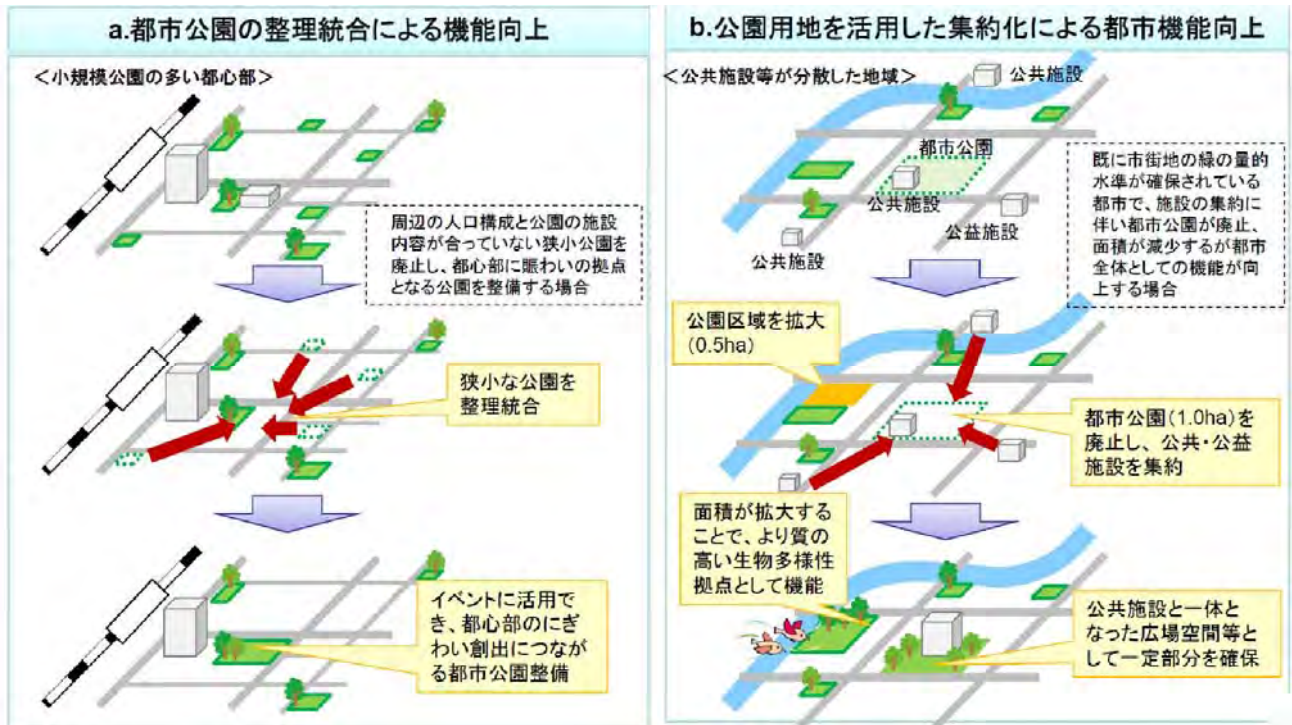 a.都市公園の整理統合による機能向上
＜小規模公園の多い都心部＞
周辺の人口構成と公園の施設
内容が合っていない狭小公園を
廃止し、都心部に賑わいの拠点
となる公園を整備する場合
狭小な公園を
整理統合
イベントに活用で
き、都心部のにぎ
わい創出につなが
る都市公園整備
b.公園用地を活用した集約化による都市機能向上
＜公共施設等が分散した地域＞
公共施設
都市公園
公共施設
公益施設
公共施設
既に市街地の緑の量的
水準が確保されている
都市で、施設の集約に
伴い都市公園が廃止、
面積が減少するが都市
全体としての機能が向
上する場合
公園区域を拡大
(0.5ha)
都市公園(1.0ha)を
廃止し、公共・公益
施設を集約
面積が拡大する
ことで、より質の
高い生物多様性
拠点として機能
公共施設と一体と
なった広場空間等と
して一定部分を確保